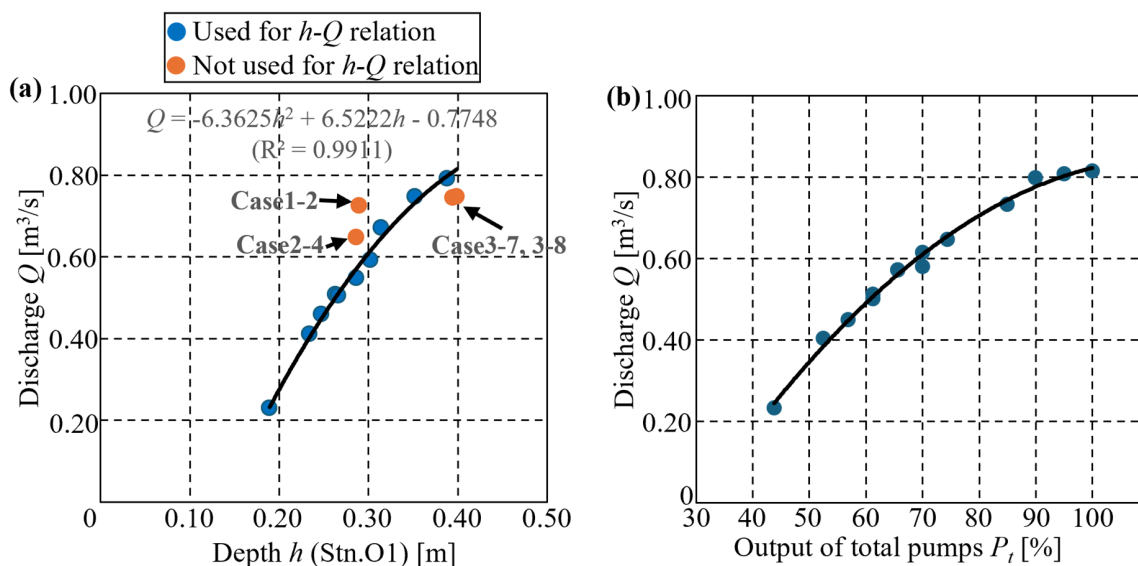 Used for h-Q relation
Not used for h-Q relation
(a)
1.00
0.80
0.60
0.40
0.20
0
0.10
0.20
0.30
0.40
0.50
Discharge Q [m³/s]
Depth h (Stn.O1) [m]
Q = -6.3625h² + 6.5222h - 0.7748
(R² = 0.9911)
Case1-2
Case2-4
Case3-7, 3-8
(b)
1.00
0.80
0.60
0.40
0.20
0
30 40 50 60 70 80 90 100
Discharge Q [m³/s]
Output of total pumps Pₜ [%]